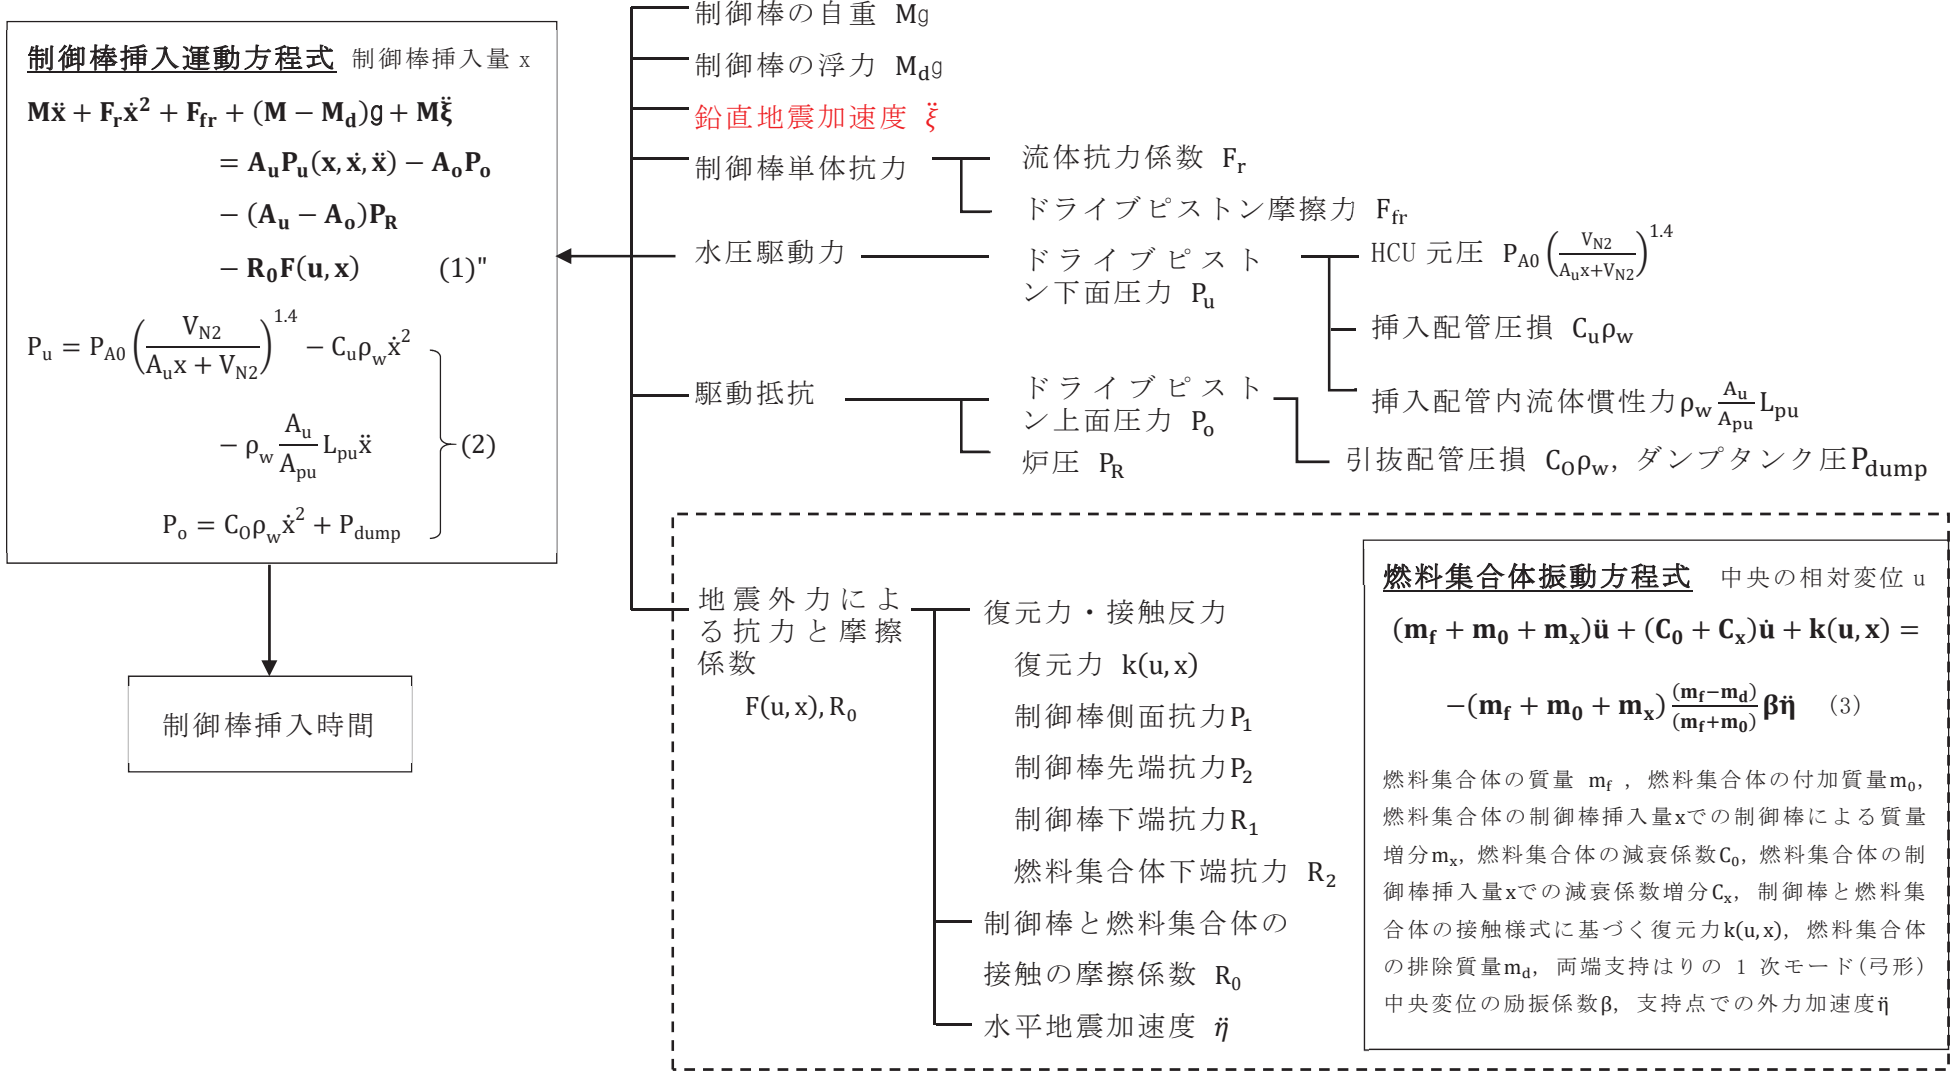 制御棒挿入運動方程式 制御棒挿入量 x
Mẍ + F_r ẋ² + F_fr + (M − M_d)g + Mξ̈
= A_u P_u(x, ẋ, ẍ) − A_o P_o
− (A_u − A_o)P_R
− R_0 F(u, x) (1)"
P_u = P_A0 (V_N2 / (A_u x + V_N2))^1.4 − C_u ρ_w ẋ²
− ρ_w (A_u / A_pu) L_pu ẍ
(2)
P_o = C_O ρ_w ẋ² + P_dump
制御棒挿入時間
制御棒の自重 Mg
制御棒の浮力 M_d g
鉛直地震加速度 ξ̈
制御棒単体抗力
流体抗力係数 F_r
ドライブピストン摩擦力 F_fr
水圧駆動力
ドライブピスト
ン下面圧力 P_u
HCU 元圧 P_A0 (V_N2 / (A_u x+V_N2))^1.4
挿入配管圧損 C_u ρ_w
挿入配管内流体慣性力ρ_w (A_u / A_pu) L_pu
駆動抵抗
ドライブピスト
ン上面圧力 P_o
炉圧 P_R
引抜配管圧損 C_O ρ_w, ダンプタンク圧P_dump
地震外力によ
る抗力と摩擦
係数
F(u, x), R_0
復元力・接触反力
復元力 k(u, x)
制御棒側面抗力P_1
制御棒先端抗力P_2
制御棒下端抗力R_1
燃料集合体下端抗力 R_2
制御棒と燃料集合体の
接触の摩擦係数 R_0
水平地震加速度 η̈
燃料集合体振動方程式 中央の相対変位 u
(m_f + m_0 + m_x)ü + (C_0 + C_x)u̇ + k(u, x) =
−(m_f + m_0 + m_x) ((m_f−m_d) / (m_f+m_0)) βη̈ (3)
燃料集合体の質量 m_f , 燃料集合体の付加質量m_0,
燃料集合体の制御棒挿入量xでの制御棒による質量
増分m_x, 燃料集合体の減衰係数C_0, 燃料集合体の制
御棒挿入量xでの減衰係数増分C_x, 制御棒と燃料集
合体の接触様式に基づく復元力k(u, x), 燃料集合体
の排除質量m_d, 両端支持はりの 1 次モード(弓形)
中央変位の励振係数β, 支持点での外力加速度η̈